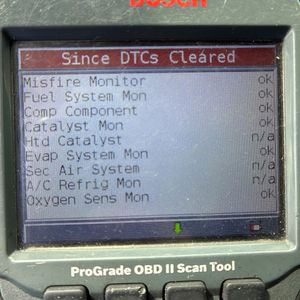 BOSCH
Since DTCs Cleared
Misfire Monitor ok
Fuel System Mon ok
Comp Component ok
Catalyst Mon ok
Htd Catalyst n/a
Evap System Mon ok
Sec Air System n/a
A/C Refrig Mon n/a
Oxygen Sens Mon ok
ProGrade OBD II Scan Tool